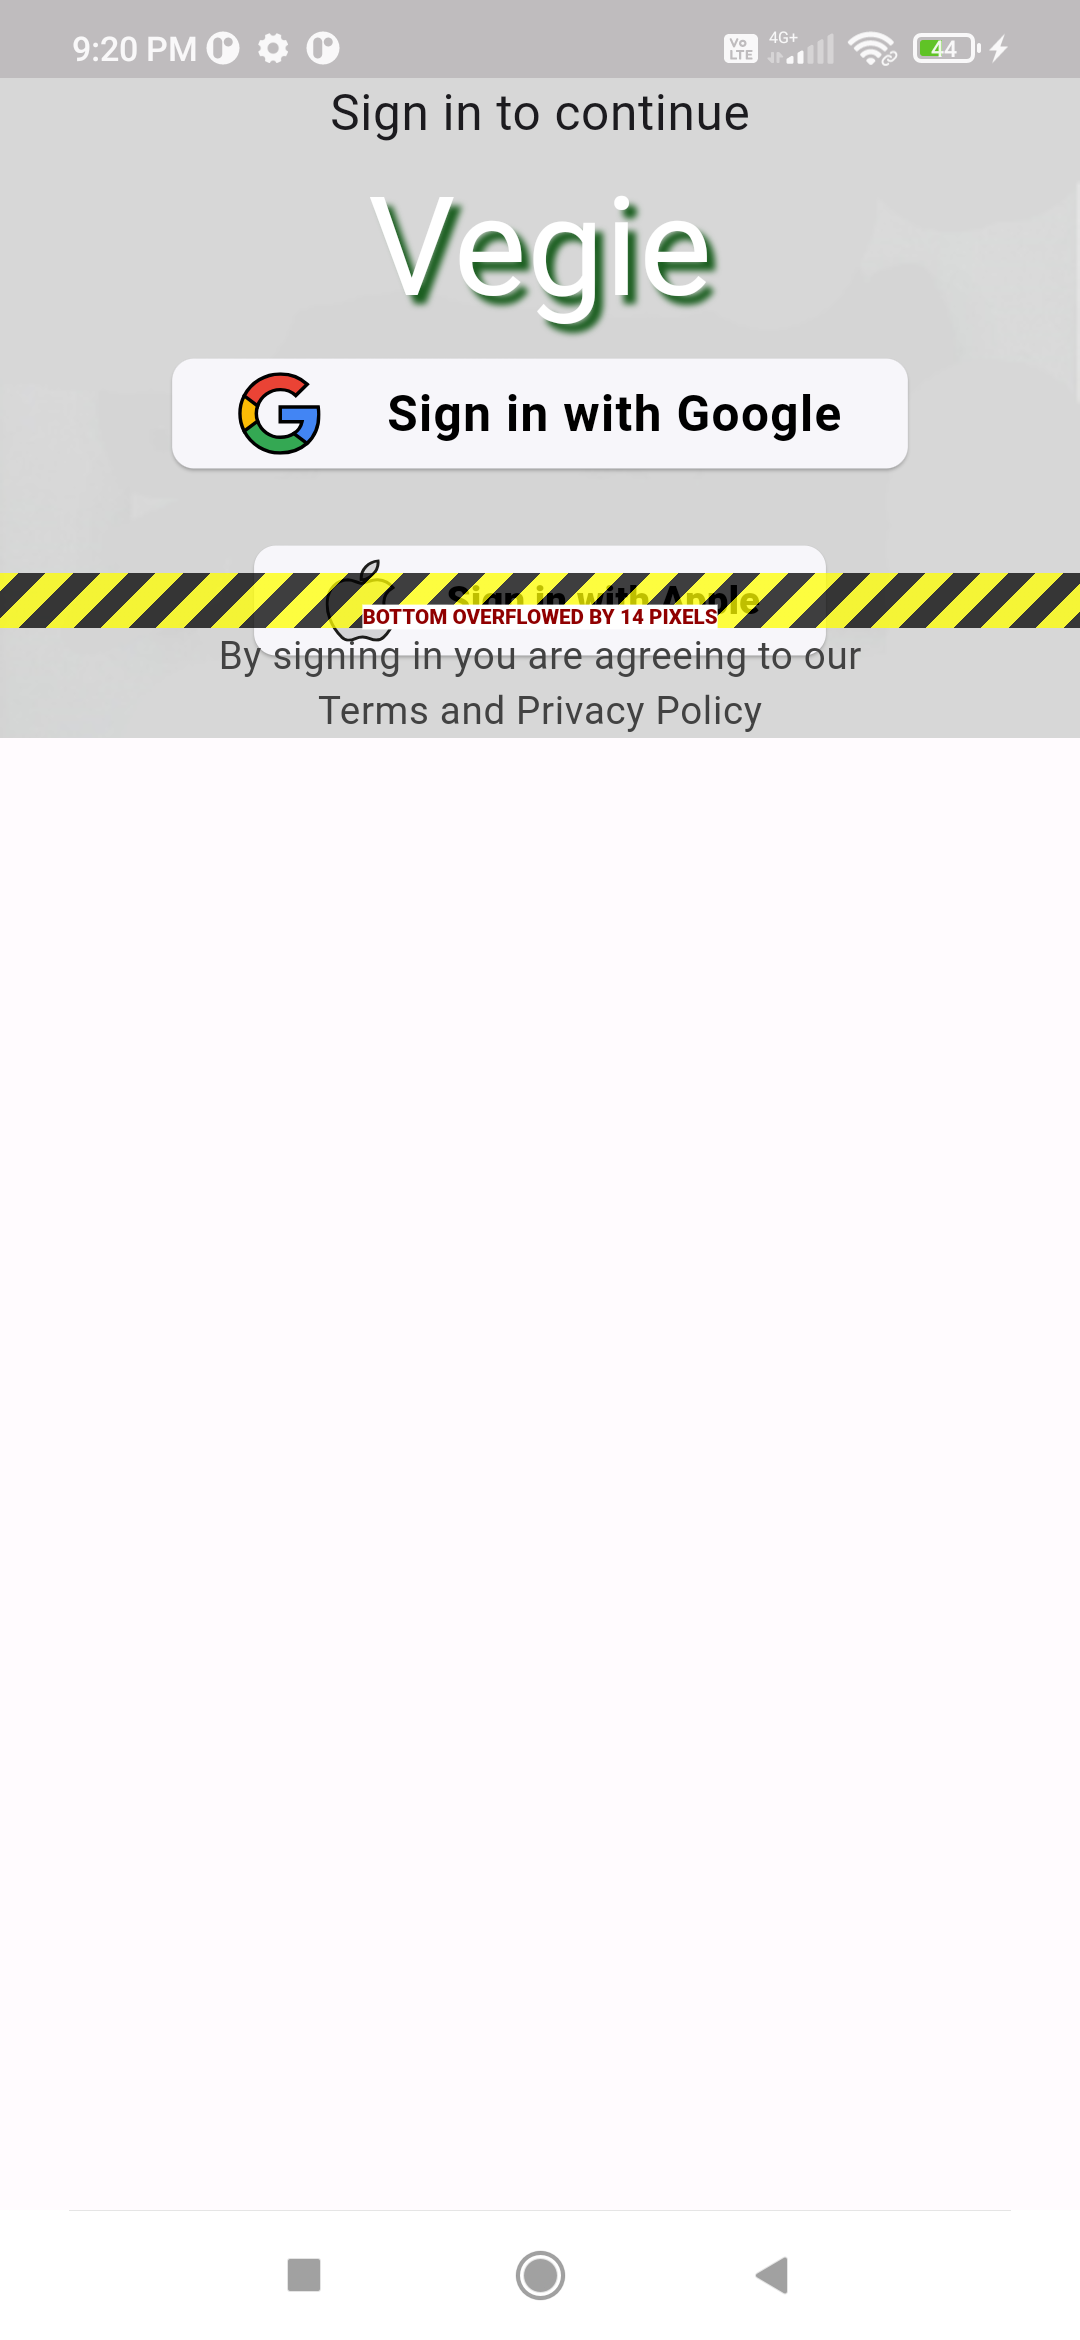 9:20 PM
Vo
LTE
4G+
44
Sign in to continue
Vegie
Sign in with Google
Sign in with Apple
BOTTOM OVERFLOWED BY 14 PIXELS
By signing in you are agreeing to our
Terms and Privacy Policy